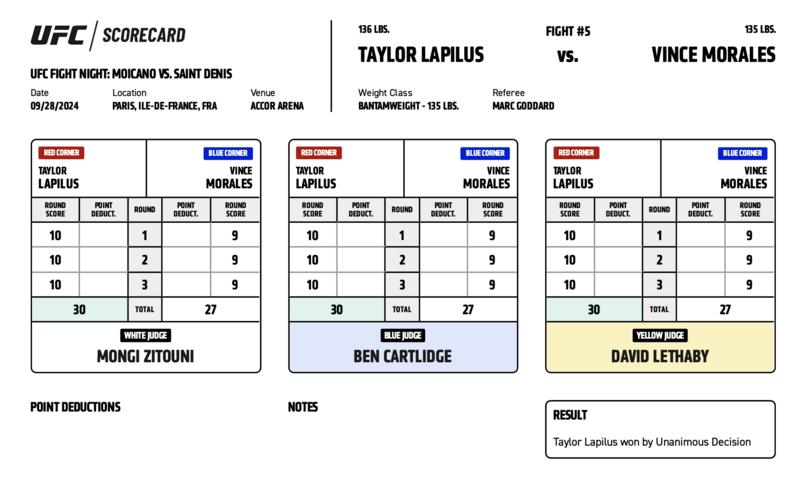 UFC / SCORECARD
UFC FIGHT NIGHT: MOICANO VS. SAINT DENIS
Date Location Venue
09/28/2024 PARIS, ILE-DE-FRANCE, FRA ACCOR ARENA
136 LBS. FIGHT #5 135 LBS.
TAYLOR LAPILUS VS. VINCE MORALES
Weight Class Referee
BANTAMWEIGHT - 135 LBS. MARC GODDARD
RED CORNER BLUE CORNER
TAYLOR VINCE
LAPILUS MORALES
ROUND POINT ROUND POINT ROUND
SCORE DEDUCT. DEDUCT. SCORE
10 1 9
10 2 9
10 3 9
30 TOTAL 27
WHITE JUDGE
MONGI ZITOUNI
RED CORNER BLUE CORNER
TAYLOR VINCE
LAPILUS MORALES
ROUND POINT ROUND POINT ROUND
SCORE DEDUCT. DEDUCT. SCORE
10 1 9
10 2 9
10 3 9
30 TOTAL 27
BLUE JUDGE
BEN CARTLIDGE
RED CORNER BLUE CORNER
TAYLOR VINCE
LAPILUS MORALES
ROUND POINT ROUND POINT ROUND
SCORE DEDUCT. DEDUCT. SCORE
10 1 9
10 2 9
10 3 9
30 TOTAL 27
YELLOW JUDGE
DAVID LETHABY
POINT DEDUCTIONS
NOTES
RESULT
Taylor Lapilus won by Unanimous Decision